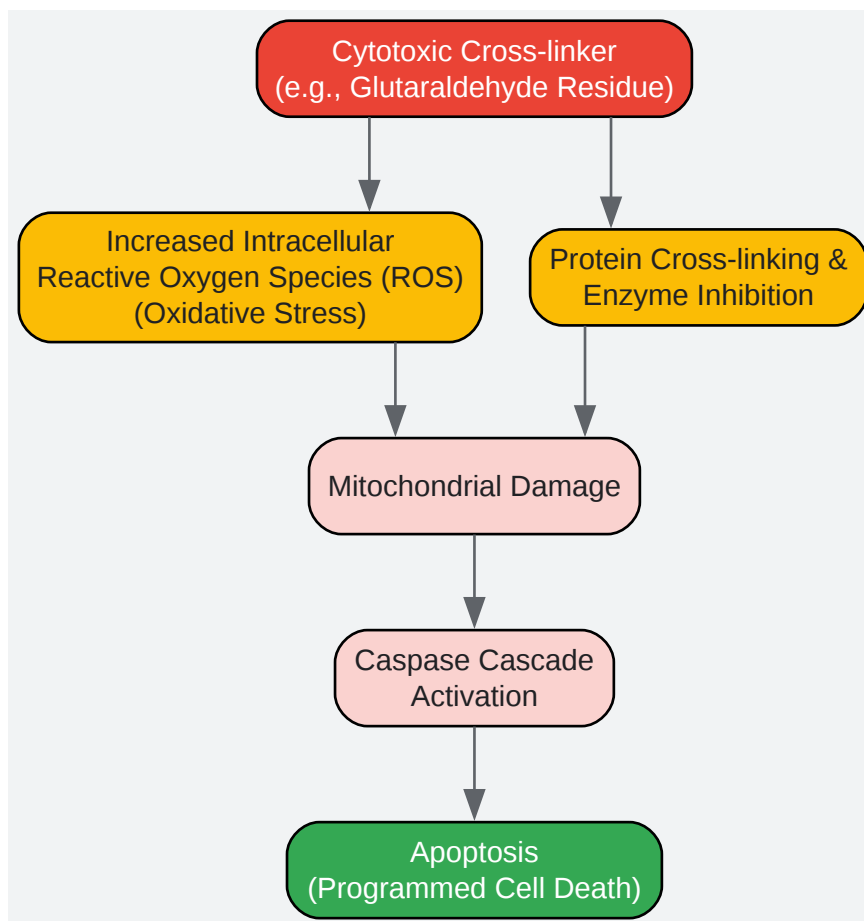 Cytotoxic Cross-linker
(e.g., Glutaraldehyde Residue)
Increased Intracellular
Reactive Oxygen Species (ROS)
(Oxidative Stress)
Protein Cross-linking &
Enzyme Inhibition
Mitochondrial Damage
Caspase Cascade
Activation
Apoptosis
(Programmed Cell Death)